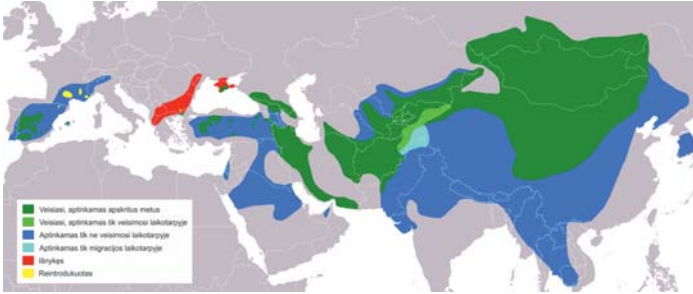 Veisiasi, aptinkamas apskritus metus
Veisiasi, aptinkamas tik veisimosi laikotarpyje
Aptinkamas tik ne veisimosi laikotarpyje
Aptinkamas tik migracijos laikotarpyje
Išnykęs
Reintrodukuotas